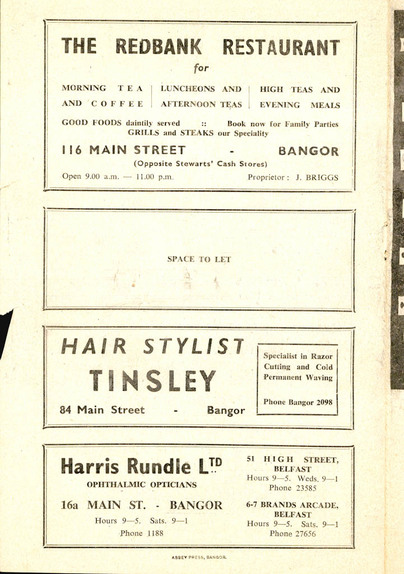 THE REDBANK RESTAURANT
for
MORNING TEA AND COFFEE
LUNCHEONS AND AFTERNOON TEAS
HIGH TEAS AND EVENING MEALS
GOOD FOODS daintily served :: Book now for Family Parties
GRILLS and STEAKS our Speciality
116 MAIN STREET - BANGOR
(Opposite Stewarts' Cash Stores)
Open 9.00 a.m. — 11.00 p.m. Proprietor : J. BRIGGS
SPACE TO LET
HAIR STYLIST
TINSLEY
84 Main Street - Bangor
Specialist in Razor
Cutting and Cold
Permanent Waving
Phone Bangor 2098
Harris Rundle LTD
OPHTHALMIC OPTICIANS
16a MAIN ST. - BANGOR
Hours 9—5. Sats. 9—1
Phone 1188
51 HIGH STREET,
BELFAST
Hours 9—5. Weds. 9—1
Phone 23585
6-7 BRANDS ARCADE,
BELFAST
Hours 9—5. Sats. 9—1
Phone 27656
ABBEY PRESS, BANGOR.